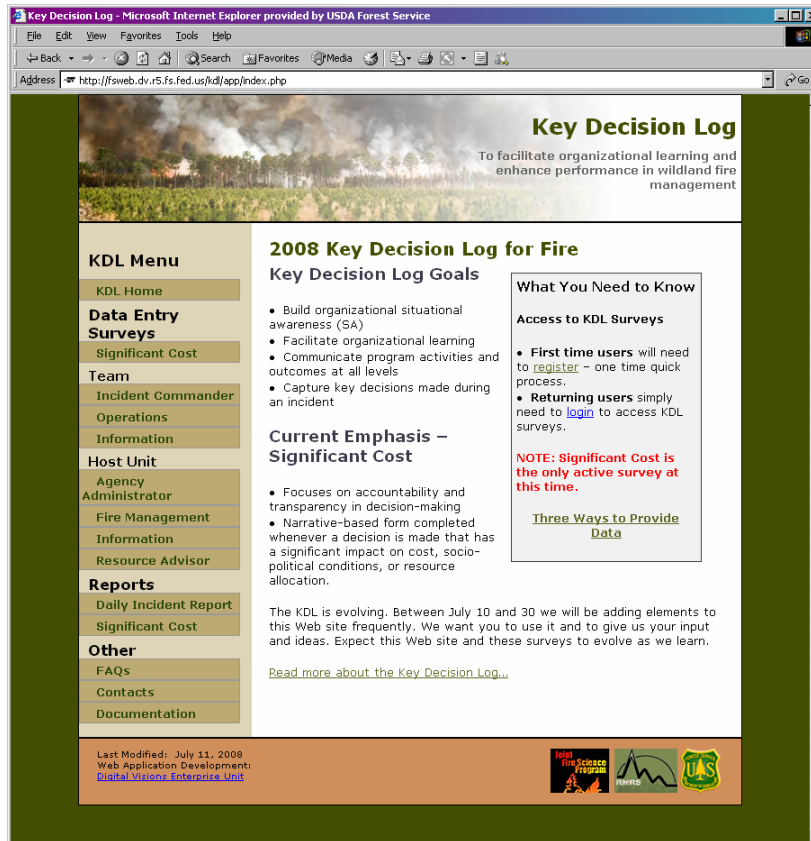 Key Decision Log - Microsoft Internet Explorer provided by USDA Forest Service
File Edit View Favorites Tools Help
Back Search Favorites Media
Address http://fsweb.dv.r5.fs.fed.us/kdl/app/index.php Go
Key Decision Log
To facilitate organizational learning and
enhance performance in wildland fire
management
KDL Menu
KDL Home
Data Entry
Surveys
Significant Cost
Team
Incident Commander
Operations
Information
Host Unit
Agency
Administrator
Fire Management
Information
Resource Advisor
Reports
Daily Incident Report
Significant Cost
Other
FAQs
Contacts
Documentation
2008 Key Decision Log for Fire
Key Decision Log Goals
• Build organizational situational
awareness (SA)
• Facilitate organizational learning
• Communicate program activities and
outcomes at all levels
• Capture key decisions made during
an incident
Current Emphasis –
Significant Cost
• Focuses on accountability and
transparency in decision-making
• Narrative-based form completed
whenever a decision is made that has
a significant impact on cost, socio-
political conditions, or resource
allocation.
What You Need to Know
Access to KDL Surveys
• First time users will need
to register – one time quick
process.
• Returning users simply
need to login to access KDL
surveys.
NOTE: Significant Cost is
the only active survey at
this time.
Three Ways to Provide
Data
The KDL is evolving. Between July 10 and 30 we will be adding elements to
this Web site frequently. We want you to use it and to give us your input
and ideas. Expect this Web site and these surveys to evolve as we learn.
Read more about the Key Decision Log...
Last Modified: July 11, 2008
Web Application Development:
Digital Visions Enterprise Unit
Joint
Fire Science
Program
RMRS
FOREST SERVICE
UAS